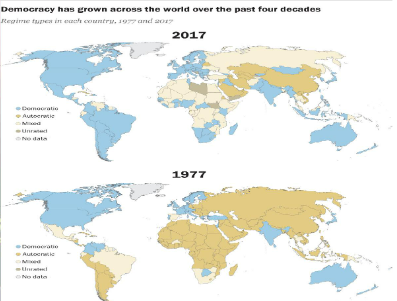 Democracy has grown across the world over the past four decades
Regime types in each country, 1977 and 2017
2017
Democratic
Autocratic
Mixed
Unrated
No data
1977
Democratic
Autocratic
Mixed
Unrated
No data